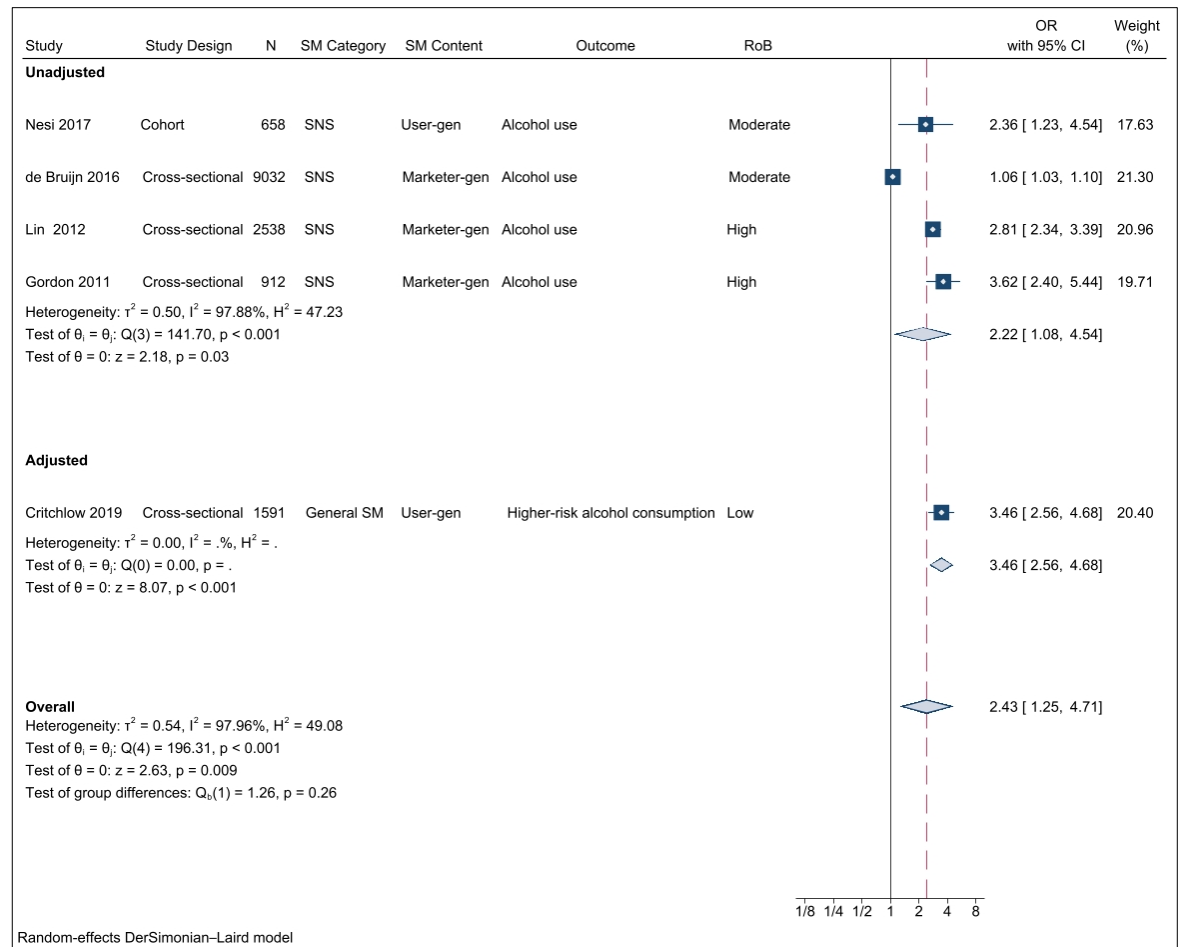 OR Weight
Study Study Design N SM Category SM Content Outcome RoB with 95% CI (%)
Unadjusted
Nesi 2017 Cohort 658 SNS User-gen Alcohol use Moderate 2.36 [ 1.23, 4.54] 17.63
de Bruijn 2016 Cross-sectional 9032 SNS Marketer-gen Alcohol use Moderate 1.06 [ 1.03, 1.10] 21.30
Lin 2012 Cross-sectional 2538 SNS Marketer-gen Alcohol use High 2.81 [ 2.34, 3.39] 20.96
Gordon 2011 Cross-sectional 912 SNS Marketer-gen Alcohol use High 3.62 [ 2.40, 5.44] 19.71
Heterogeneity: τ² = 0.50, I² = 97.88%, H² = 47.23
Test of θᵢ = θⱼ: Q(3) = 141.70, p < 0.001 2.22 [ 1.08, 4.54]
Test of θ = 0: z = 2.18, p = 0.03
Adjusted
Critchlow 2019 Cross-sectional 1591 General SM User-gen Higher-risk alcohol consumption Low 3.46 [ 2.56, 4.68] 20.40
Heterogeneity: τ² = 0.00, I² = .%, H² = .
Test of θᵢ = θⱼ: Q(0) = 0.00, p = . 3.46 [ 2.56, 4.68]
Test of θ = 0: z = 8.07, p < 0.001
Overall 2.43 [ 1.25, 4.71]
Heterogeneity: τ² = 0.54, I² = 97.96%, H² = 49.08
Test of θᵢ = θⱼ: Q(4) = 196.31, p < 0.001
Test of θ = 0: z = 2.63, p = 0.009
Test of group differences: Q_b(1) = 1.26, p = 0.26
1/8 1/4 1/2 1 2 4 8
Random-effects DerSimonian–Laird model